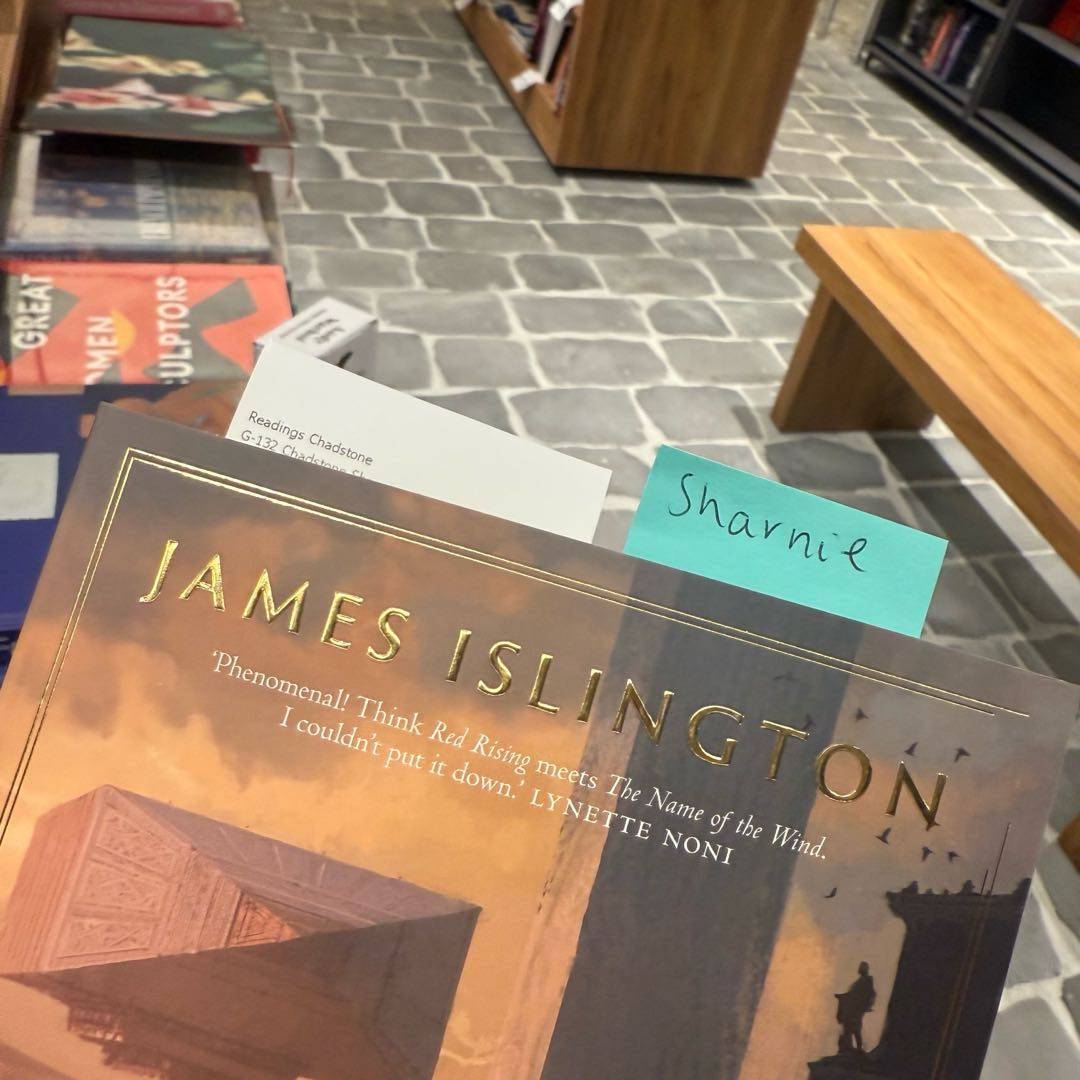 GREAT
WOMEN
SCULPTORS
Readings Chadstone
G-132 Chadstone
Sharnie
JAMES ISLINGTON
‘Phenomenal! Think Red Rising meets The Name of the Wind.
I couldn’t put it down.’ LYNETTE NONI